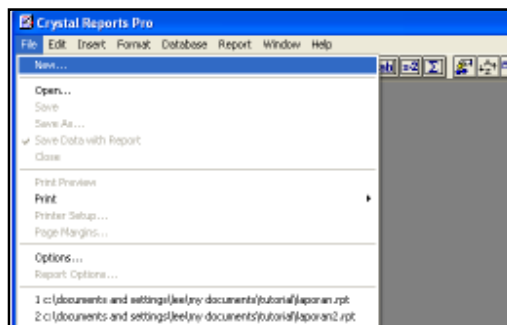 Crystal Reports Pro
File Edit Insert Format Database Report Window Help
New...
Open...
Save
Save As...
Save Data with Report
Close
Print Preview
Print
Printer Setup...
Page Margins...
Options...
Report Options...
1 c:\documents and settings\lee\my documents\tutorial\laporan.rpt
2 c:\documents and settings\lee\my documents\tutorial\laporan2.rpt